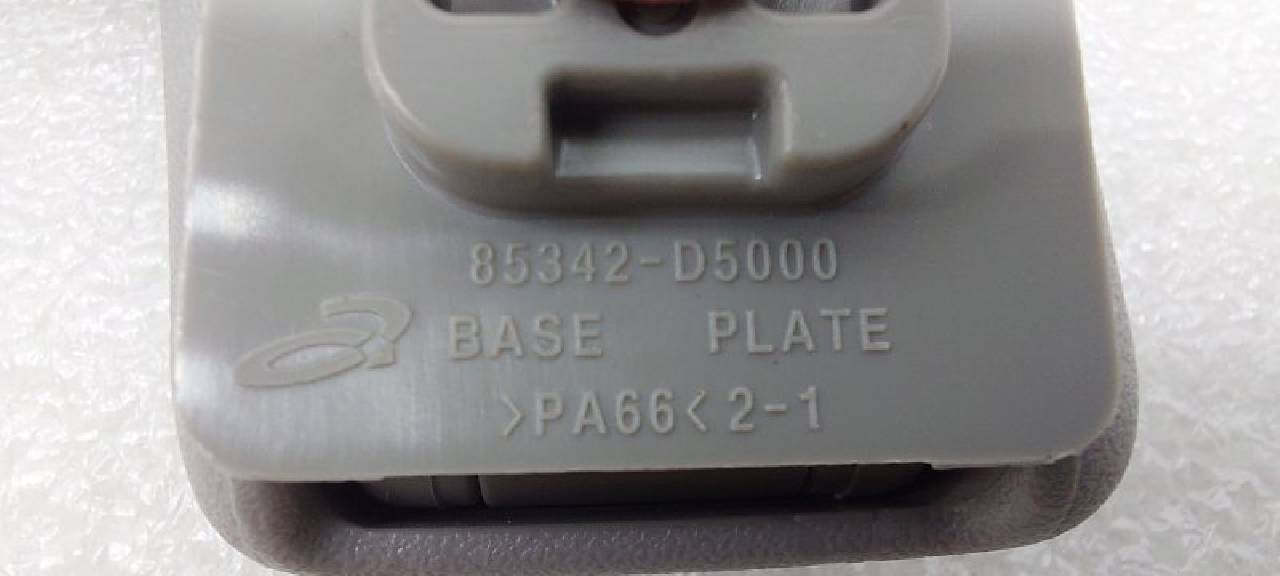 85342-D5000
BASE PLATE
>PA66< 2-1